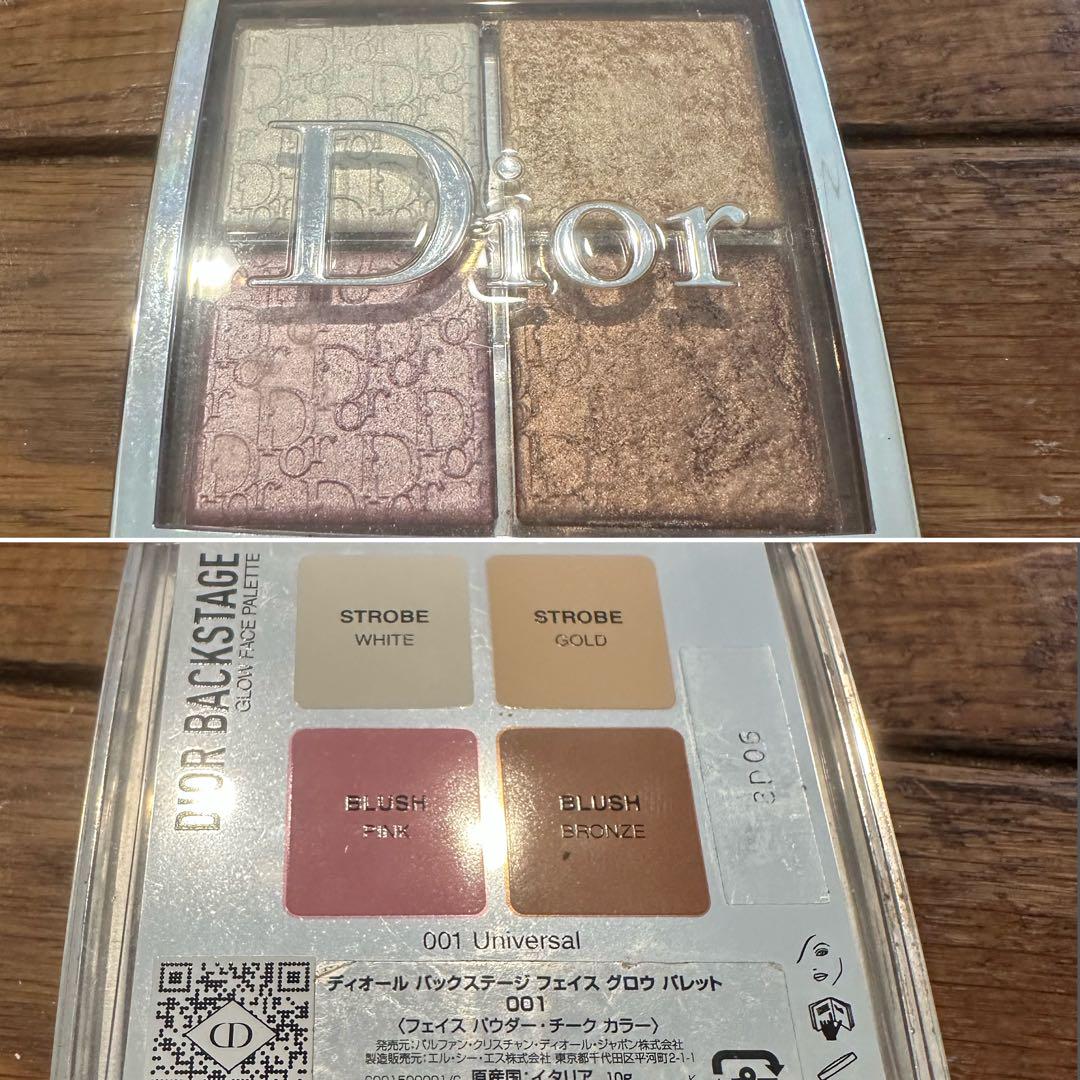 Dior
DIOR BACKSTAGE
GLOW FACE PALETTE
STROBE
WHITE
STROBE
GOLD
BLUSH
PINK
BLUSH
BRONZE
001 Universal
ディオール バックステージ フェイス グロウ パレット
001
〈フェイス パウダー・チーク カラー〉
発売元:パルファン・クリスチャン・ディオール・ジャポン株式会社
製造販売元:エル・シー・エス株式会社 東京都千代田区平河町2-1-1
原産国:イタリア 10g